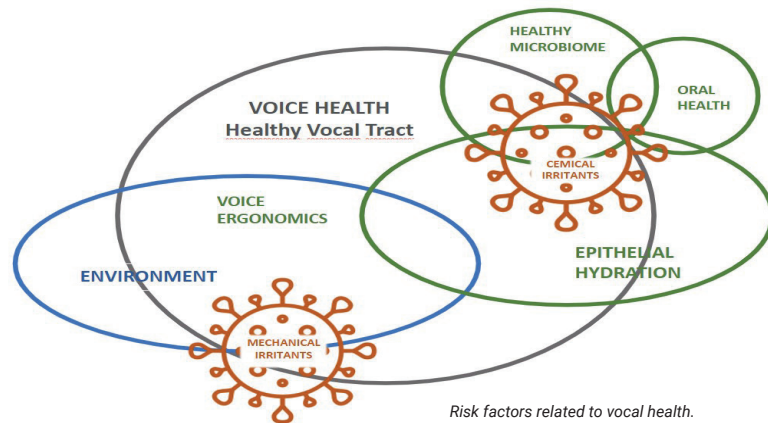 HEALTHY
MICROBIOME
ORAL
HEALTH
VOICE HEALTH
Healthy Vocal Tract
CEMICAL
IRRITANTS
VOICE
ERGONOMICS
EPITHELIAL
HYDRATION
ENVIRONMENT
MECHANICAL
IRRITANTS
Risk factors related to vocal health.